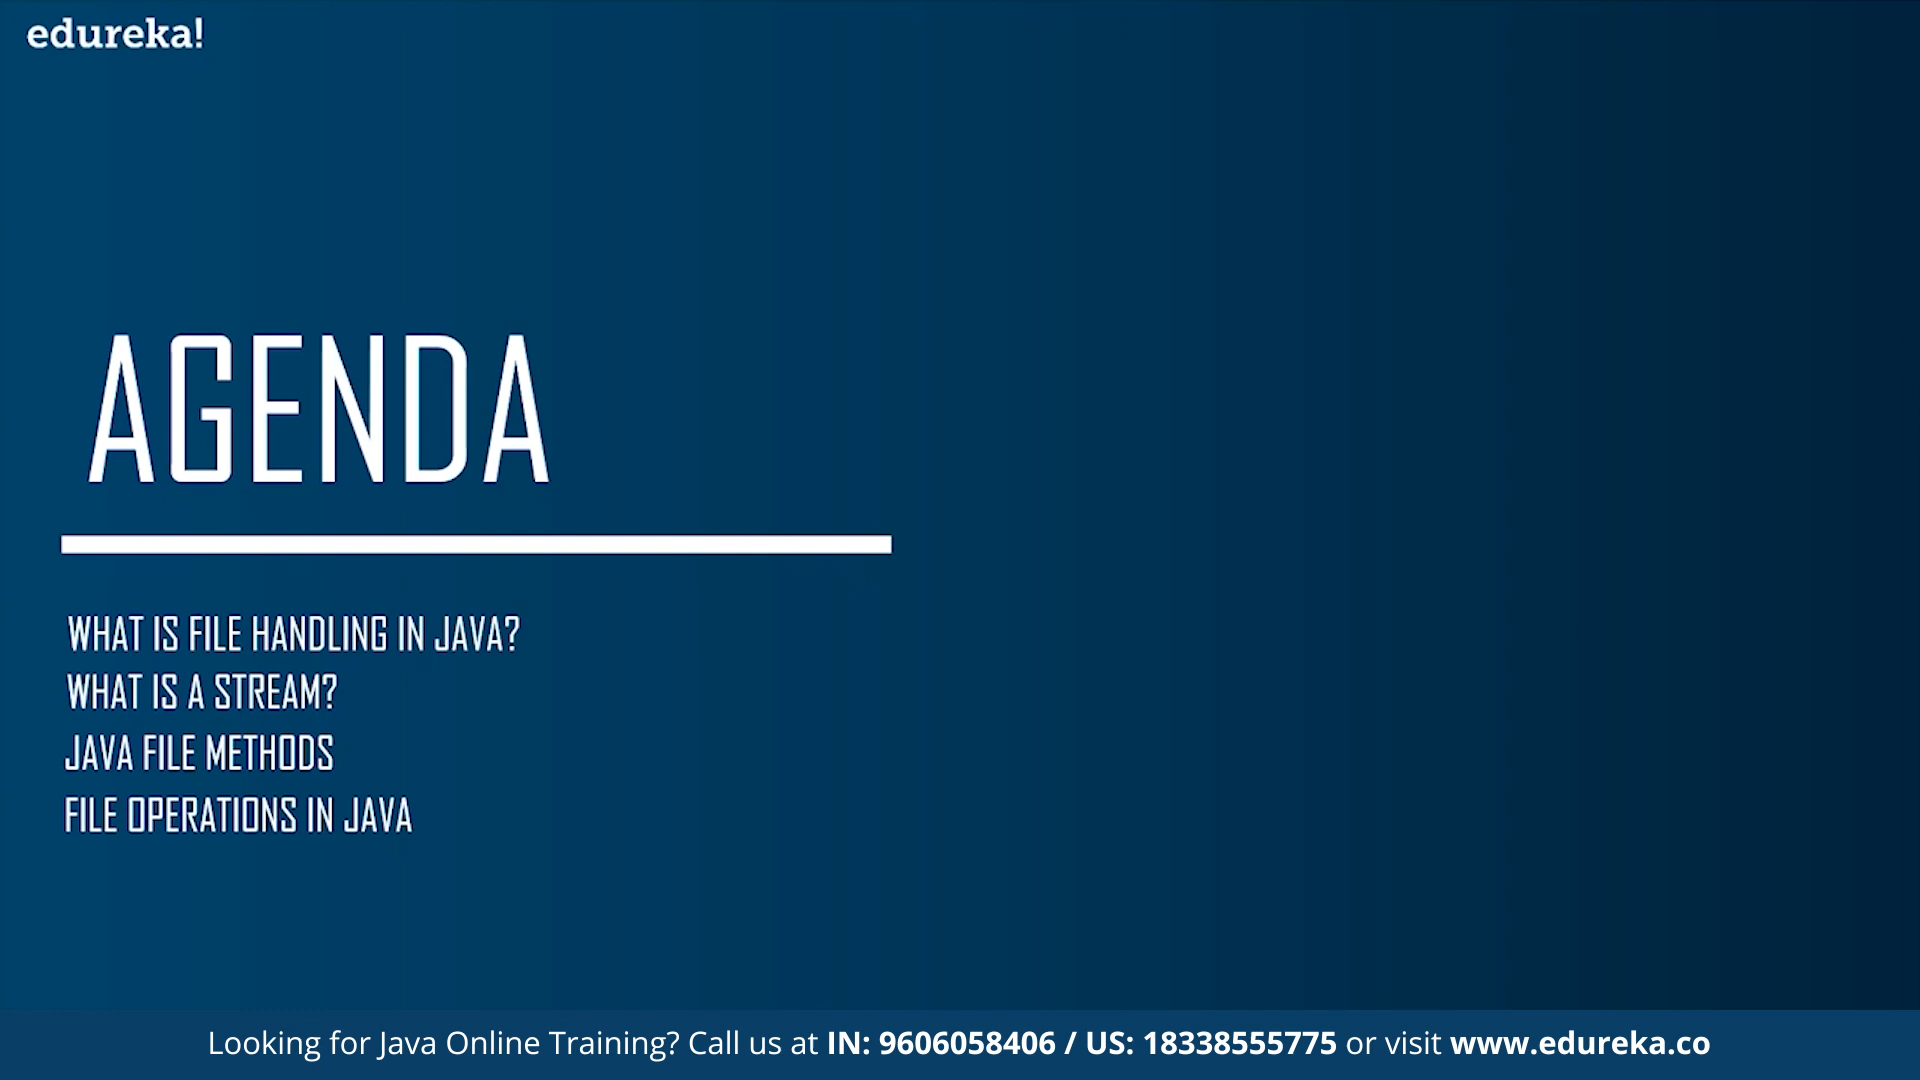 edureka!
AGENDA
WHAT IS FILE HANDLING IN JAVA?
WHAT IS A STREAM?
JAVA FILE METHODS
FILE OPERATIONS IN JAVA
Looking for Java Online Training? Call us at IN: 9606058406 / US: 18338555775 or visit www.edureka.co